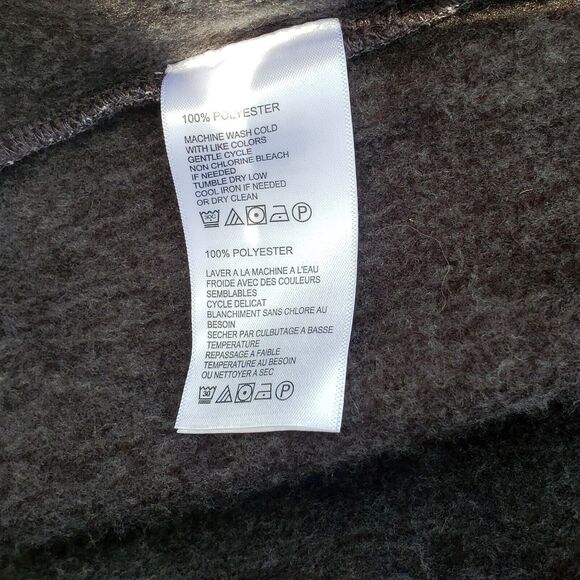 100% POLYESTER
MACHINE WASH COLD
WITH LIKE COLORS
GENTLE CYCLE
NON CHLORINE BLEACH
IF NEEDED
TUMBLE DRY LOW
COOL IRON IF NEEDED
OR DRY CLEAN
30 P
100% POLYESTER
LAVER A LA MACHINE A L'EAU
FROIDE AVEC DES COULEURS
SEMBLABLES
CYCLE DELICAT
BLANCHIMENT SANS CHLORE AU
BESOIN
SECHER PAR CULBUTAGE A BASSE
TEMPERATURE
REPASSAGE A FAIBLE
TEMPERATURE AU BESOIN
OU NETTOYER A SEC
30 P